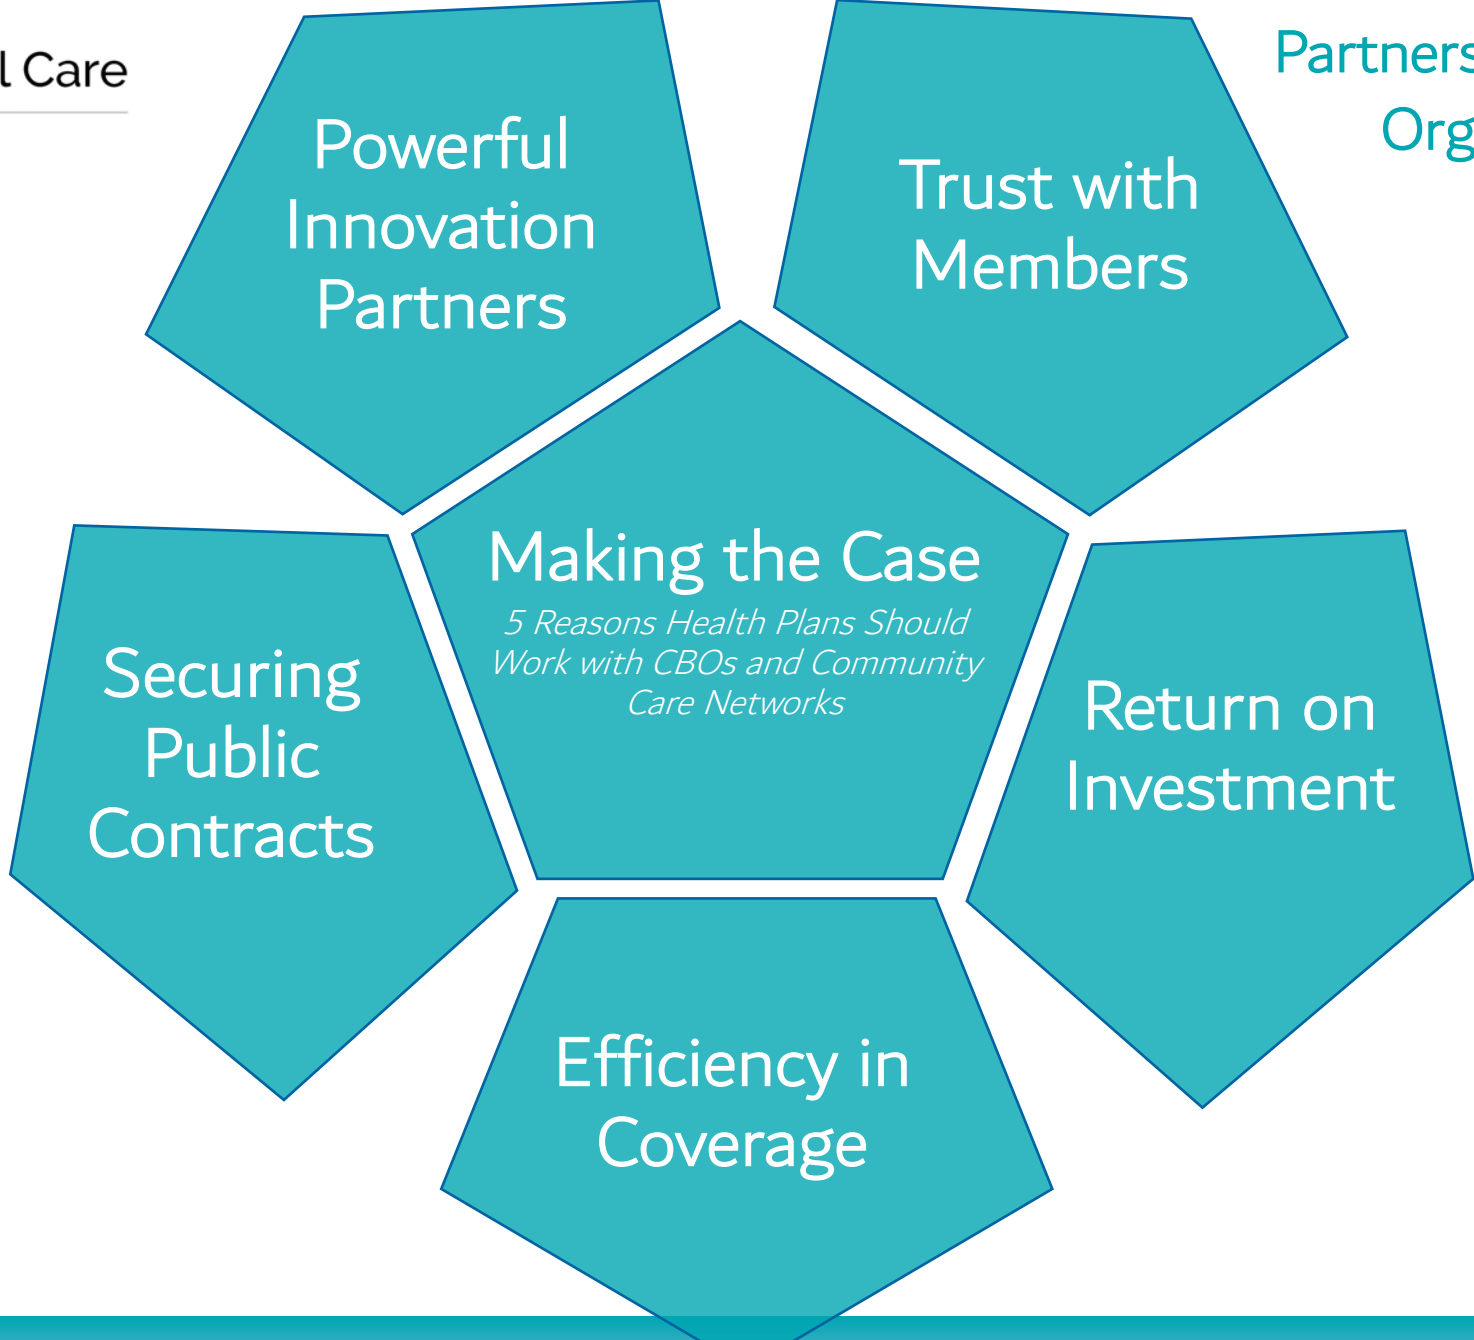 l Care
Partners
Org
Powerful
Innovation
Partners
Trust with
Members
Making the Case
5 Reasons Health Plans Should
Work with CBOs and Community
Care Networks
Securing
Public
Contracts
Return on
Investment
Efficiency in
Coverage